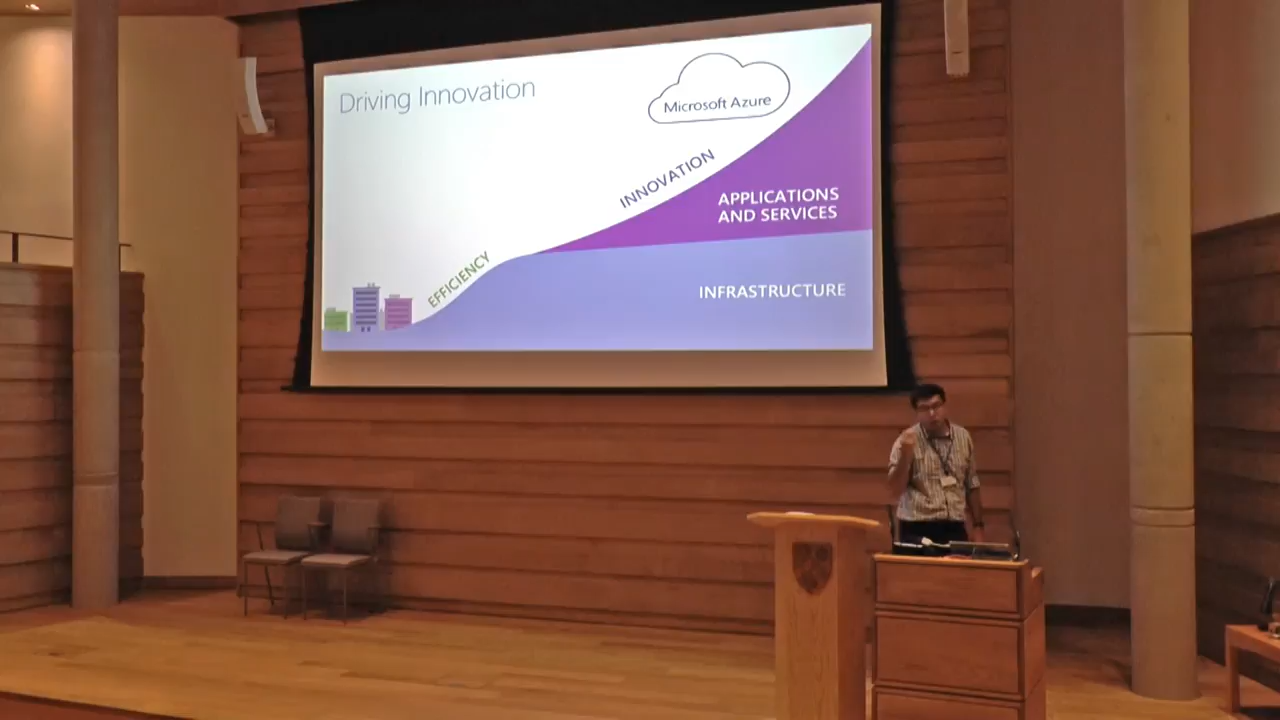 Driving Innovation
Microsoft Azure
INNOVATION
APPLICATIONS
AND SERVICES
EFFICIENCY
INFRASTRUCTURE